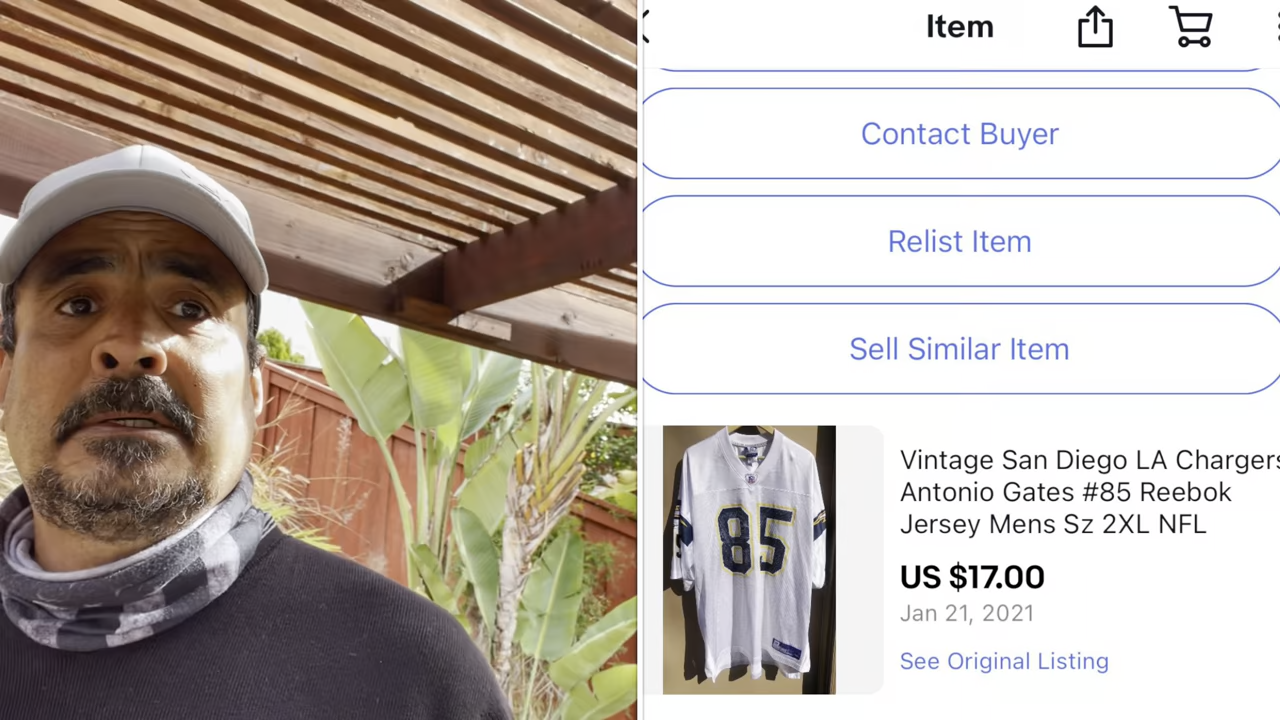 Item
Contact Buyer
Relist Item
Sell Similar Item
Vintage San Diego LA Chargers
Antonio Gates #85 Reebok
Jersey Mens Sz 2XL NFL
US $17.00
Jan 21, 2021
See Original Listing
85